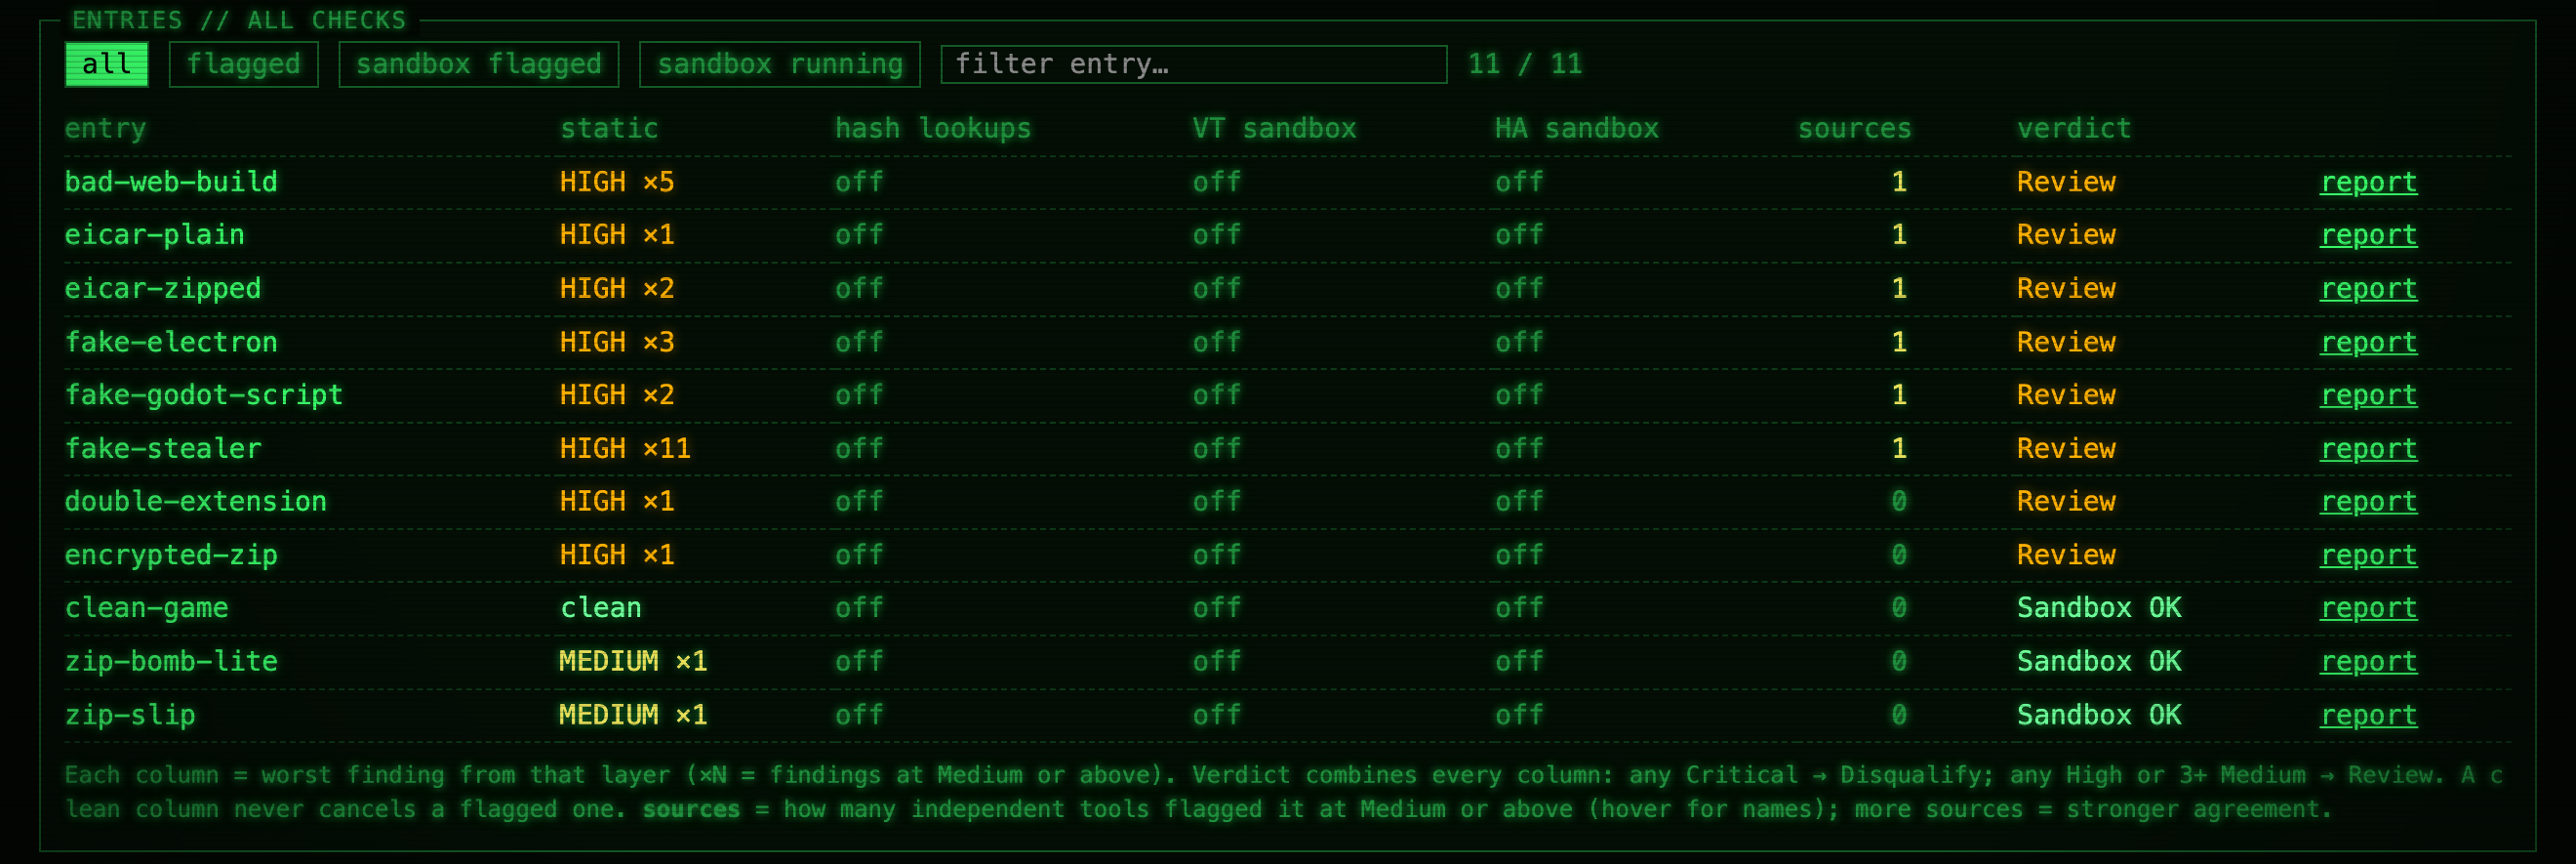 ENTRIES // ALL CHECKS
all flagged sandbox flagged sandbox running filter entry… 11 / 11
entry static hash lookups VT sandbox HA sandbox sources verdict
bad-web-build HIGH ×5 off off off 1 Review report
eicar-plain HIGH ×1 off off off 1 Review report
eicar-zipped HIGH ×2 off off off 1 Review report
fake-electron HIGH ×3 off off off 1 Review report
fake-godot-script HIGH ×2 off off off 1 Review report
fake-stealer HIGH ×11 off off off 1 Review report
double-extension HIGH ×1 off off off 0 Review report
encrypted-zip HIGH ×1 off off off 0 Review report
clean-game clean off off off 0 Sandbox OK report
zip-bomb-lite MEDIUM ×1 off off off 0 Sandbox OK report
zip-slip MEDIUM ×1 off off off 0 Sandbox OK report
Each column = worst finding from that layer (×N = findings at Medium or above). Verdict combines every column: any Critical → Disqualify; any High or 3+ Medium → Review. A c
lean column never cancels a flagged one. sources = how many independent tools flagged it at Medium or above (hover for names); more sources = stronger agreement.